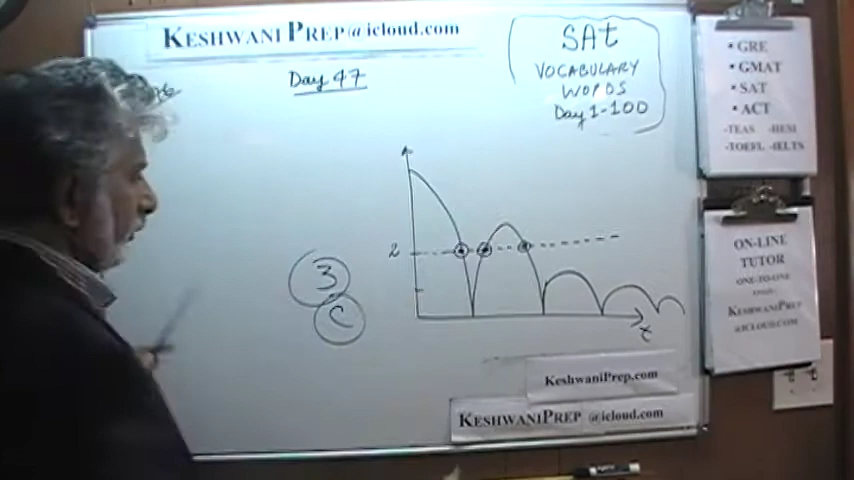 KESHWANI PREP@icloud.com
Day 47
SAt
VOCABULARY
WORDS
Day 1-100
2
3
C
t
• GRE
• GMAT
• SAT
• ACT
-TEAS -HESI
-TOEFL -IELTS
ON-LINE
TUTOR
ONE-TO-ONE
KESHWANIPREP
@ICLOUD.COM
KESHWANIPREP.COM
KESHWANIPREP @icloud.com